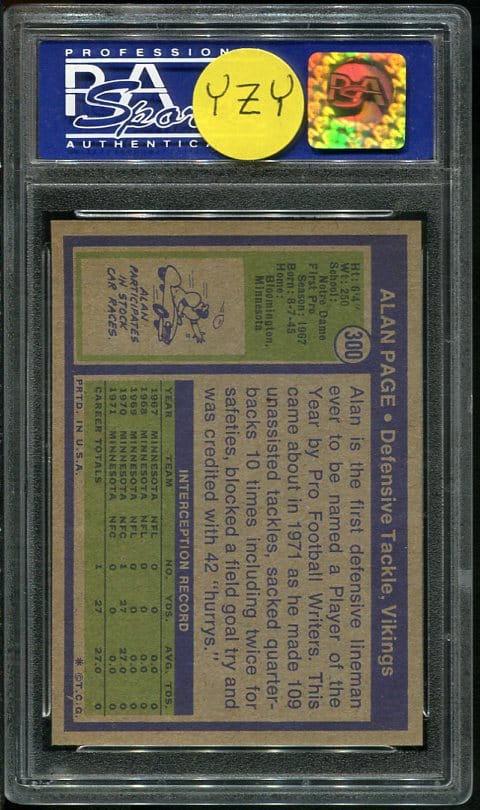 PROFESSION
PSA
Spor
AUTHENTICA
YZY
PSA
ALAN PAGE • Defensive Tackle, Vikings
300
Ht: 6'4"
Wt: 250
School:
Notre Dame
First Pro
Season: 1967
Born: 8-7-45
Home:
Bloomington,
Minnesota
ALAN
PARTICIPATES
IN STOCK
CAR RACES.
Alan is the first defensive lineman
ever to be named a Player of the
Year by Pro Football Writers. This
came about in 1971 as he made 109
unassisted tackles, sacked quarter-
backs 10 times including twice for
safeties, blocked a field goal try and
was credited with 42 "hurrys."
INTERCEPTION RECORD
YEAR TEAM NO. YDS. AVG. TDS.
1967 MINNESOTA NFL 0 0 0.0 0
1968 MINNESOTA NFL 0 0 0.0 0
1969 MINNESOTA NFL 0 0 0.0 0
1970 MINNESOTA NFC 1 27 27.0 0
1971 MINNESOTA NFC 0 0 0.0 0
CAREER TOTALS 1 27 27.0 0
PRTD. IN U.S.A.
* © T.C.G.